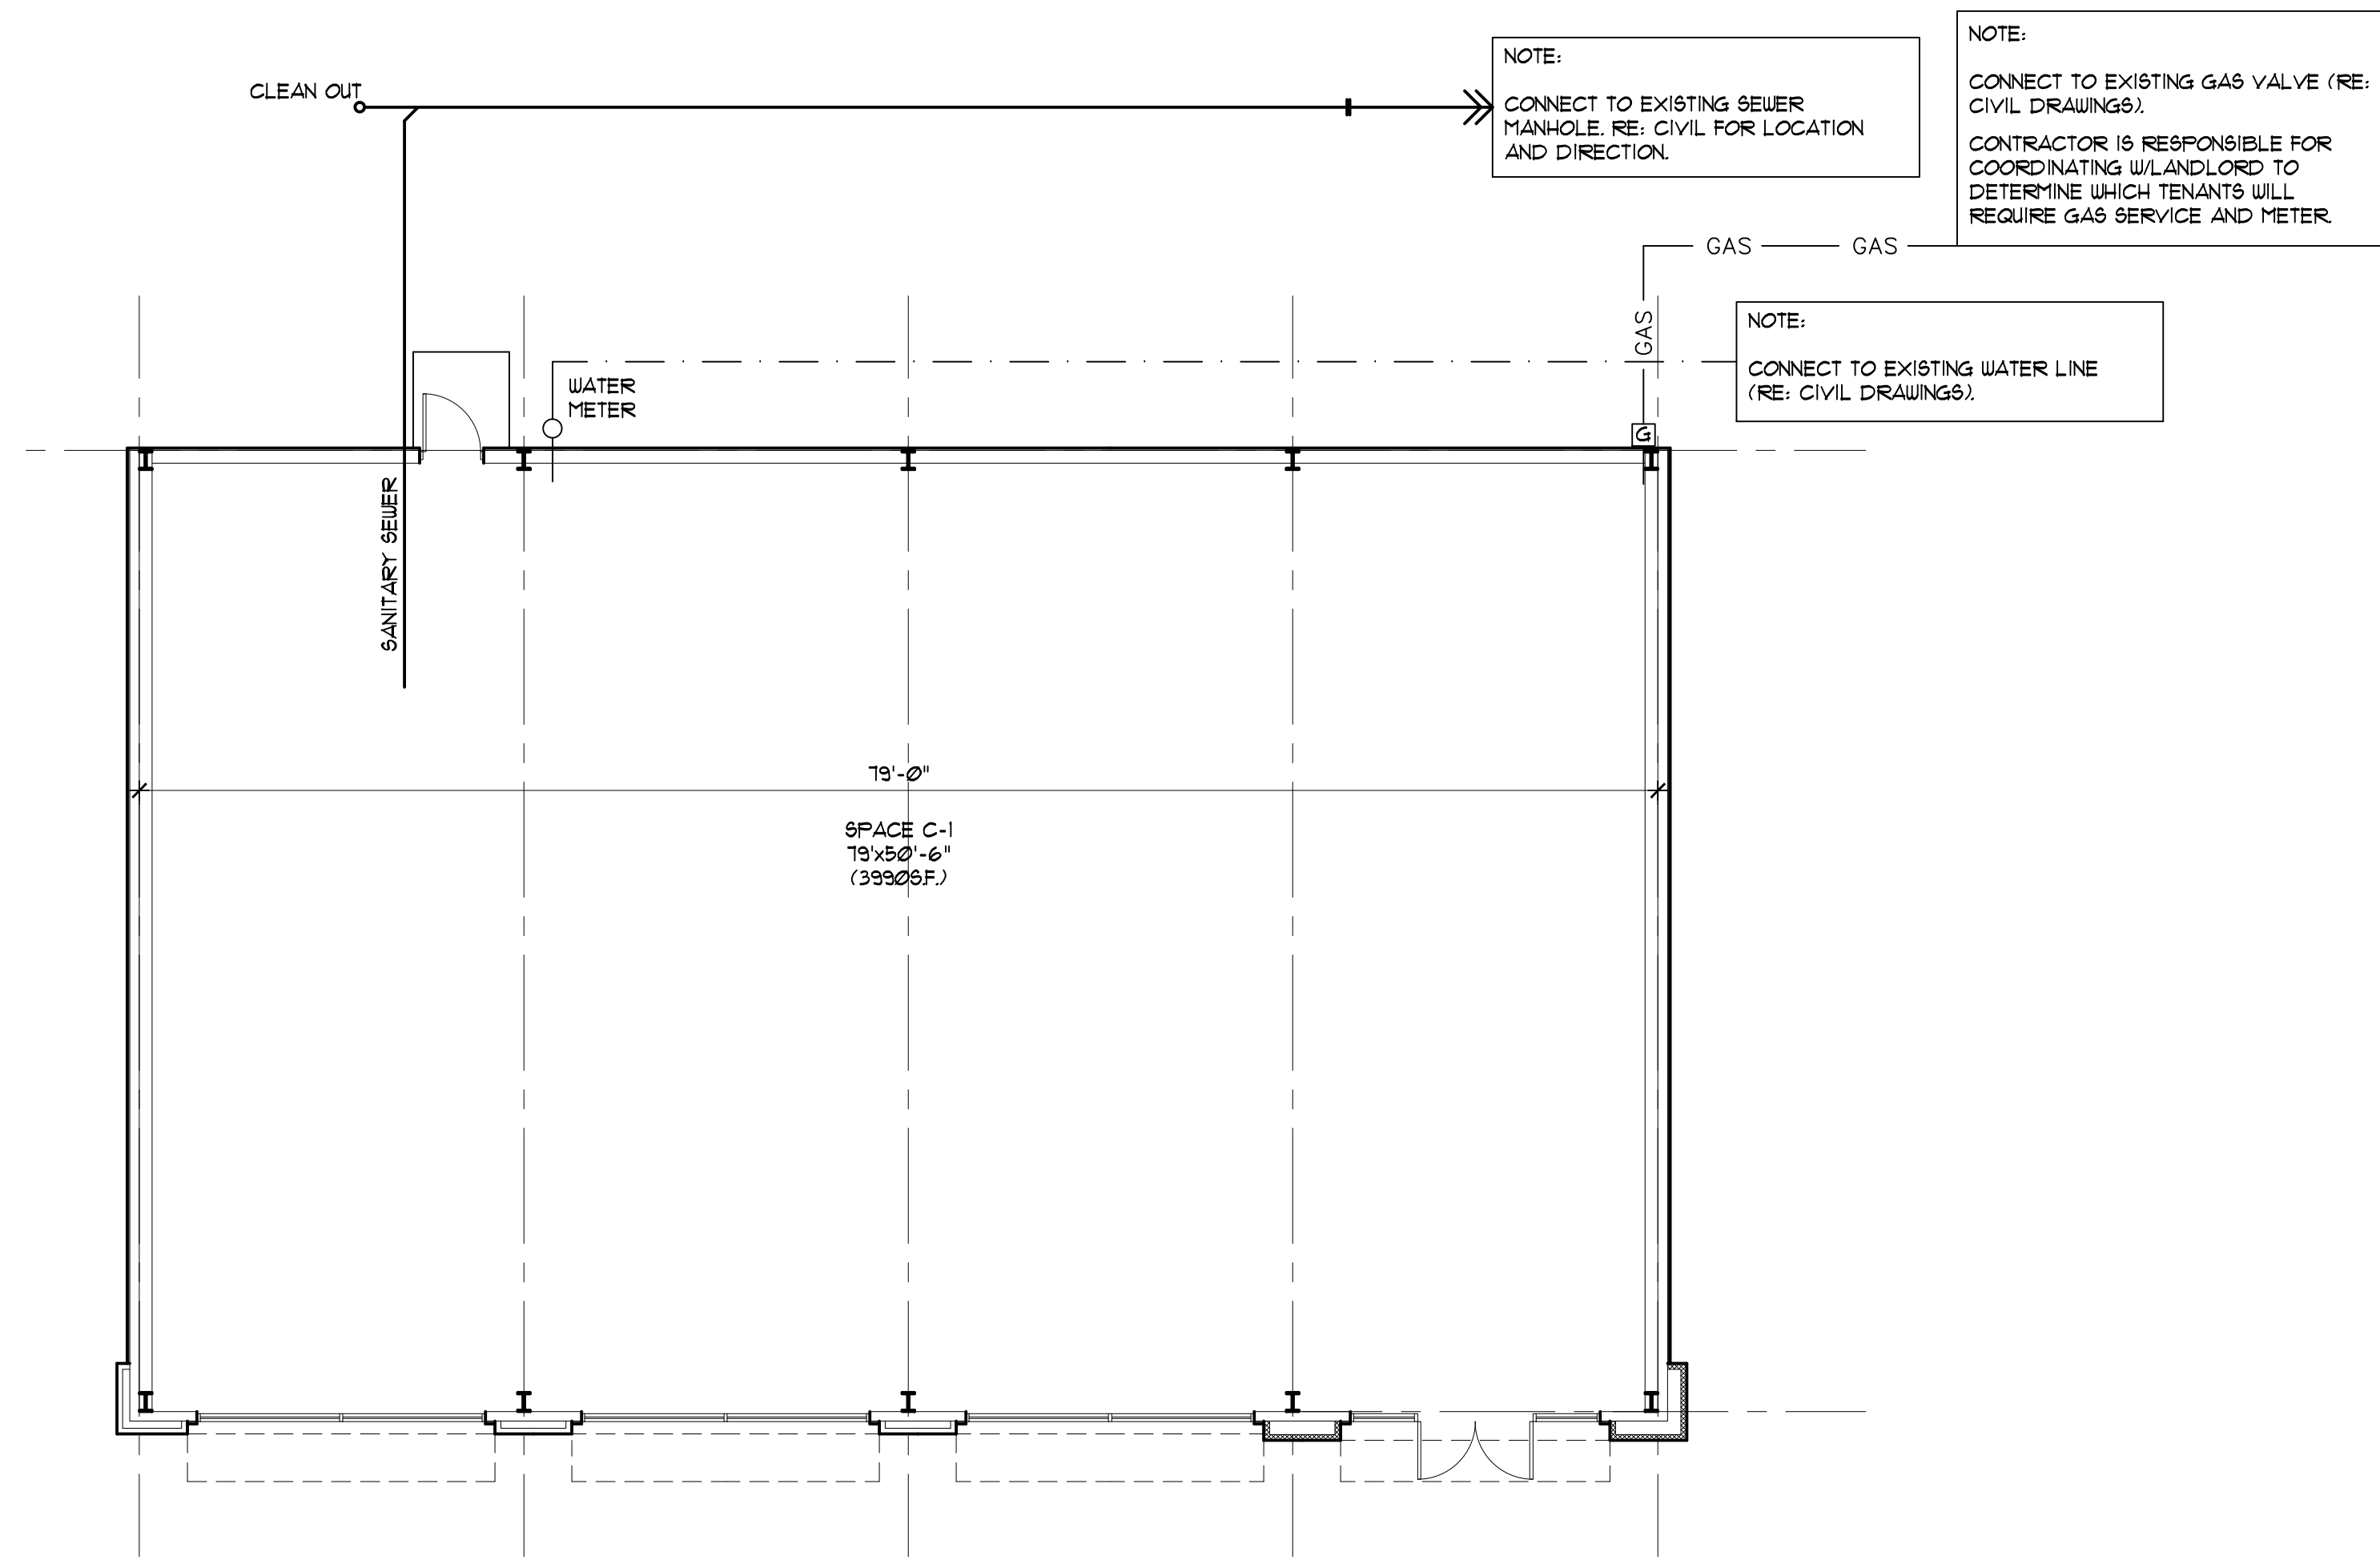 NOTE:
CONNECT TO EXISTING GAS VALVE (RE:
CIVIL DRAWINGS).
CONTRACTOR IS RESPONSIBLE FOR
COORDINATING W/LANDLORD TO
DETERMINE WHICH TENANTS WILL
REQUIRE GAS SERVICE AND METER.
NOTE:
CONNECT TO EXISTING SEWER
MANHOLE. RE: CIVIL FOR LOCATION
AND DIRECTION.
CLEAN OUT
GAS
GAS
GAS
NOTE:
CONNECT TO EXISTING WATER LINE
(RE: CIVIL DRAWINGS).
WATER
METER
G
SANITARY SEWER
79'-0"
SPACE C-1
79'x50'-6"
(3990S.F.)